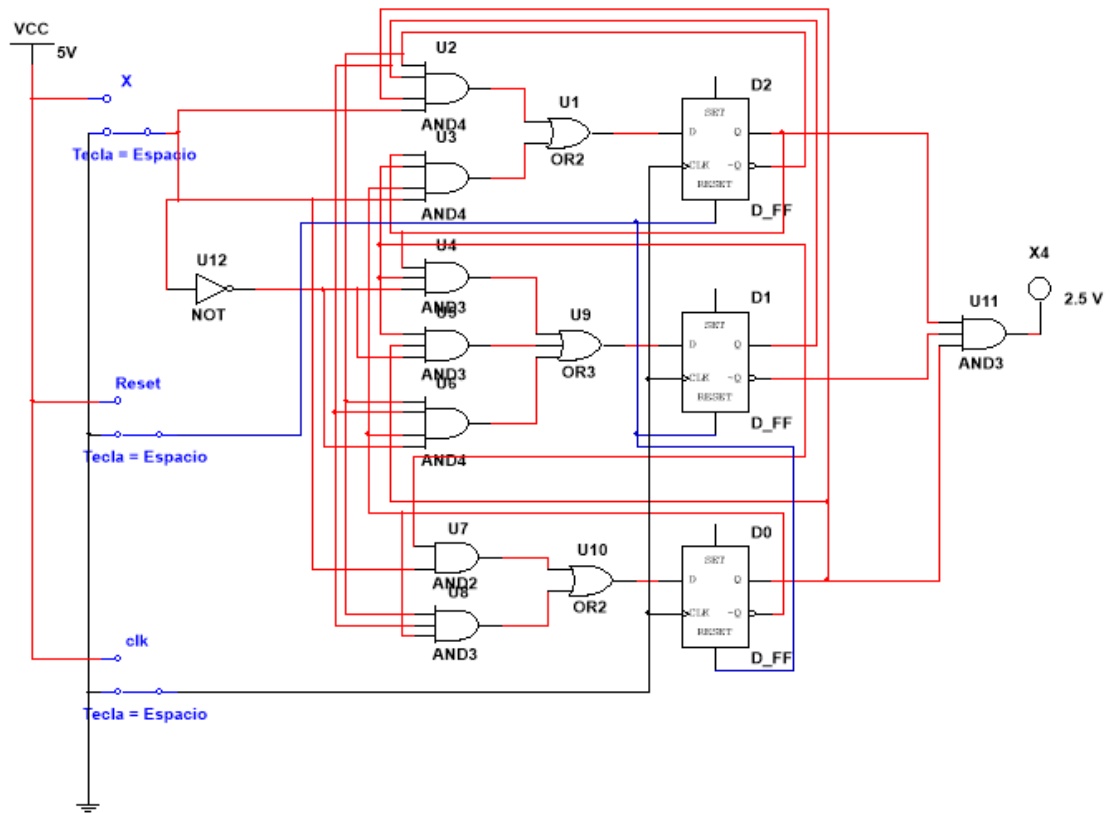 VCC
5V
X
Tecla = Espacio
U2
AND4
U3
AND4
U1
OR2
D2
SET
D
Q
CLK
~Q
RESET
D_FF
U12
NOT
U4
AND3
U5
AND3
U6
AND4
U9
OR3
D1
SET
D
Q
CLK
~Q
RESET
D_FF
X4
2.5 V
U11
AND3
Reset
Tecla = Espacio
U7
AND2
U8
AND3
U10
OR2
D0
SET
D
Q
CLK
~Q
RESET
D_FF
clk
Tecla = Espacio